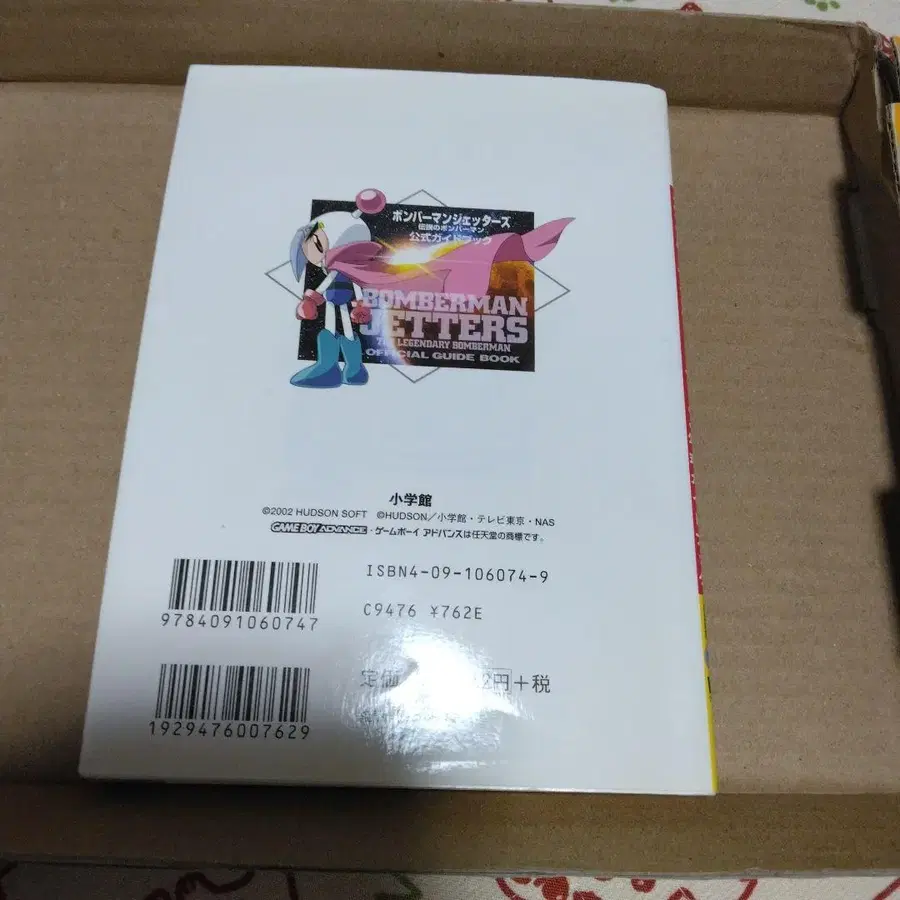 ボンバーマンジェッターズ
伝説のボンバーマン
公式ガイドブック
BOMBERMAN
JETTERS
THE LEGENDARY BOMBERMAN
OFFICIAL GUIDE BOOK
小学館
©2002 HUDSON SOFT ©HUDSON／小学館・テレビ東京・NAS
GAME BOY ADVANCE・ゲームボーイ アドバンスは任天堂の商標です。
ISBN4-09-106074-9
C9476 ¥762E
9784091060747
定価 2円+税
1929476007629